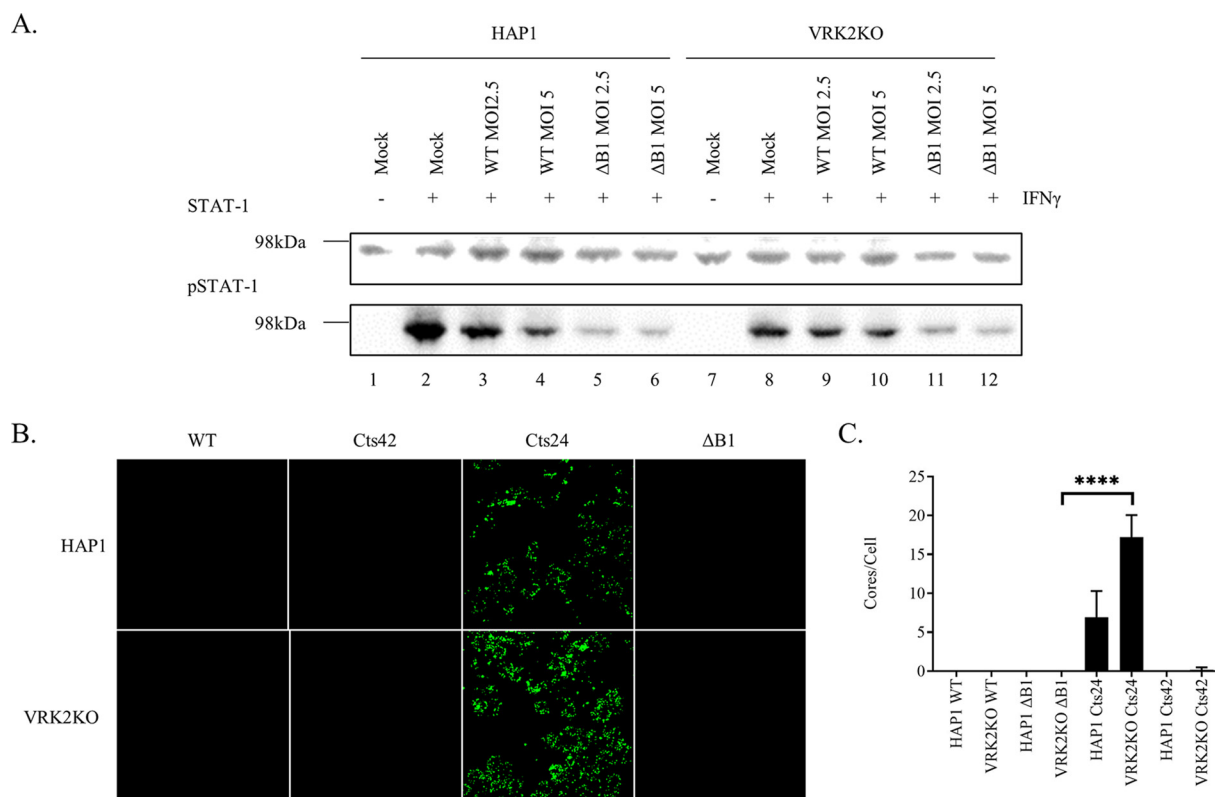 A.
HAP1 VRK2KO
Mock Mock WT MOI2.5 WT MOI 5 ΔB1 MOI 2.5 ΔB1 MOI 5 Mock Mock WT MOI 2.5 WT MOI 5 ΔB1 MOI 2.5 ΔB1 MOI 5
- + + + + + - + + + + + IFNγ
STAT-1
98kDa
pSTAT-1
98kDa
1 2 3 4 5 6 7 8 9 10 11 12
B.
WT Cts42 Cts24 ΔB1
HAP1
VRK2KO
C.
****
25
20
15
10
5
0
Cores/Cell
HAP1 WT
VRK2KO WT
HAP1 ΔB1
VRK2KO ΔB1
HAP1 Cts24
VRK2KO Cts24
HAP1 Cts42
VRK2KO Cts42